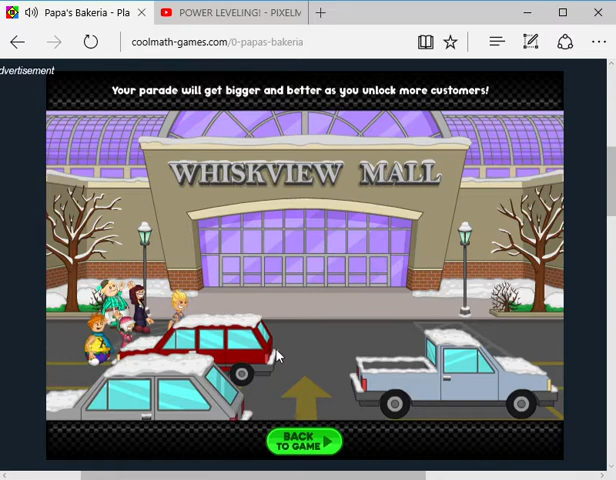 Papa's Bakeria - Pla
POWER LEVELING! - PIXELM
coolmath-games.com/0-papas-bakeria
dvertisement
Your parade will get bigger and better as you unlock more customers!
WHISKVIEW MALL
BACK
TO GAME